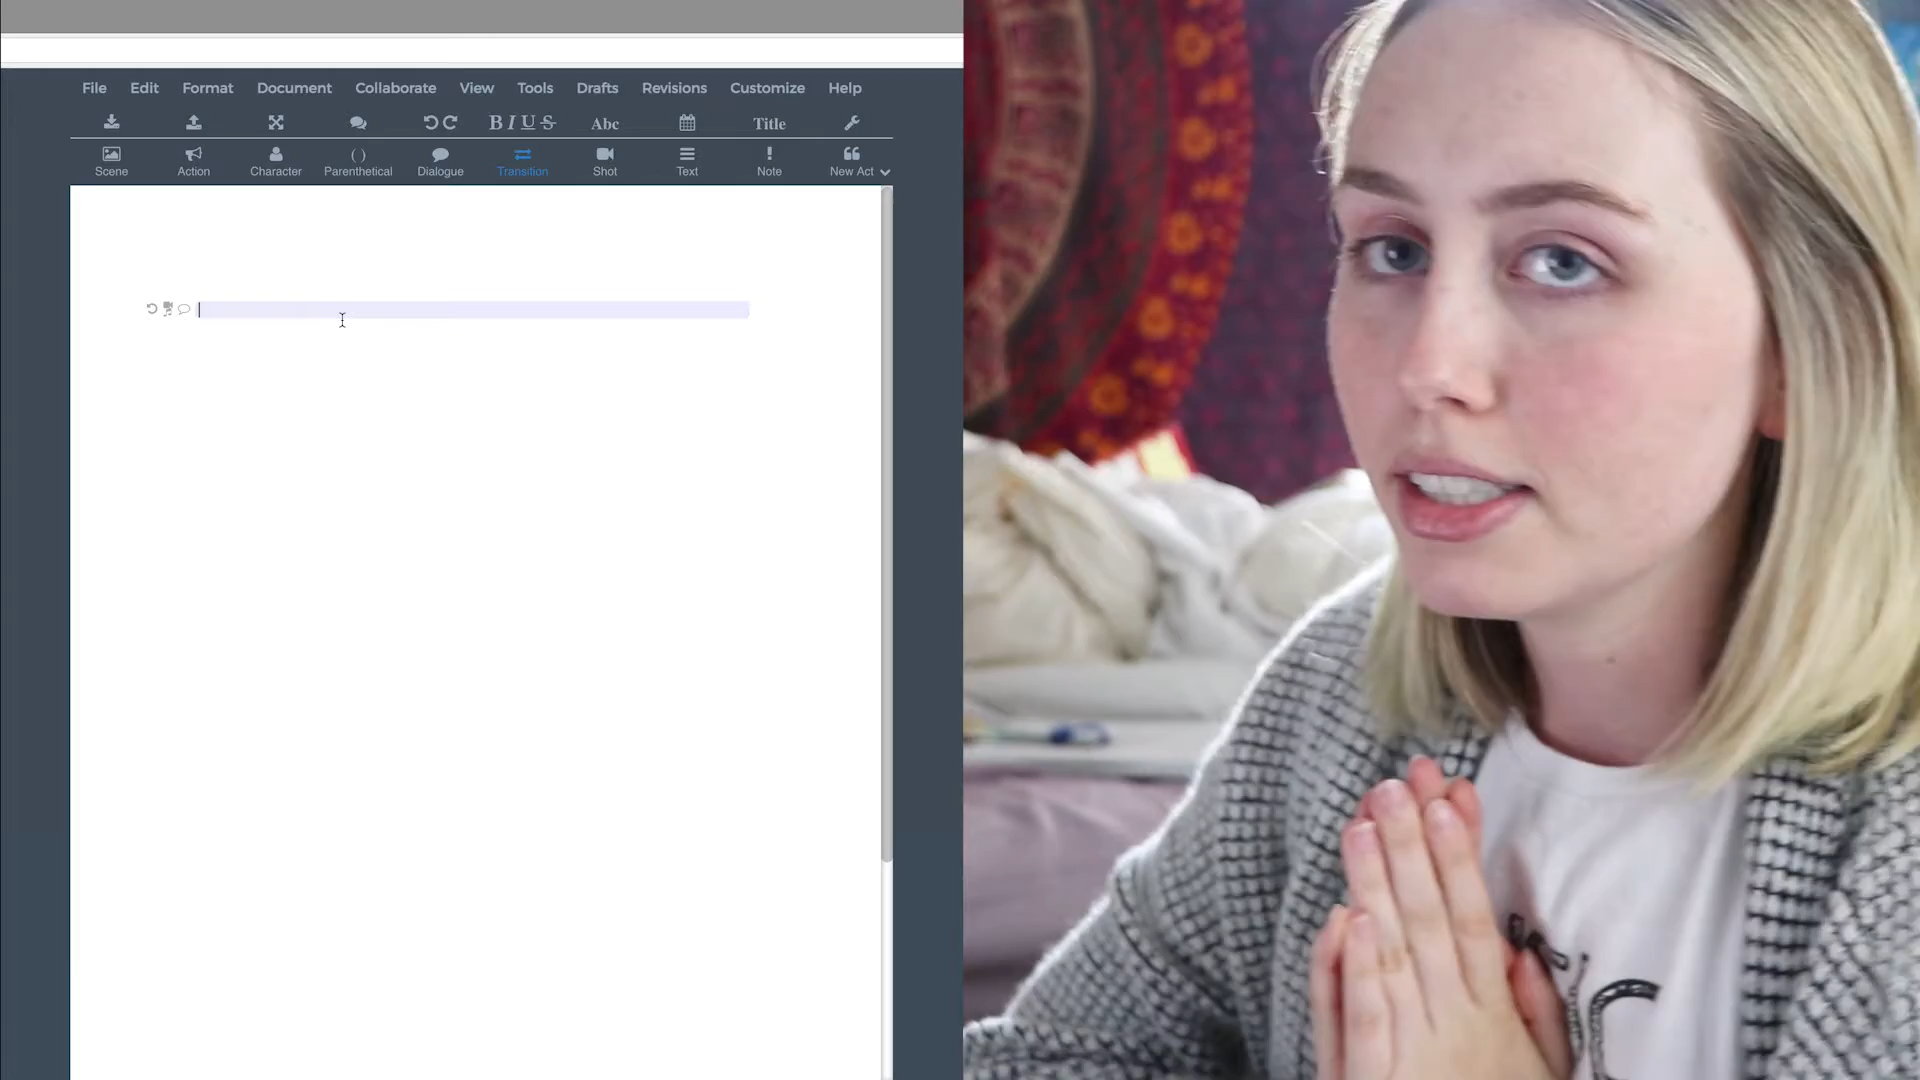 File Edit Format Document Collaborate View Tools Drafts Revisions Customize Help
B I U S Abc Title
Scene Action Character Parenthetical Dialogue Transition Shot Text Note New Act